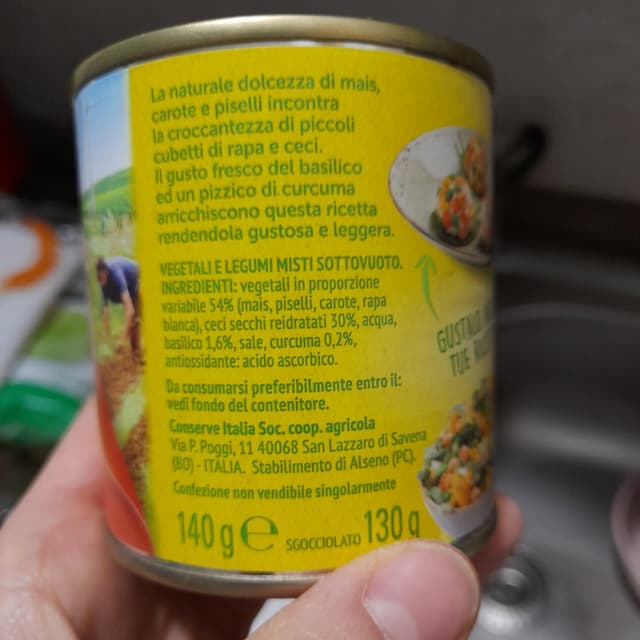 La naturale dolcezza di mais,
carote e piselli incontra
la croccantezza di piccoli
cubetti di rapa e ceci.
Il gusto fresco del basilico
ed un pizzico di curcuma
arricchiscono questa ricetta
rendendola gustosa e leggera.
VEGETALI E LEGUMI MISTI SOTTOVUOTO.
INGREDIENTI: vegetali in proporzione
variabile 54% (mais, piselli, carote, rapa
bianca), ceci secchi reidratati 30%, acqua,
basilico 1,6%, sale, curcuma 0,2%,
antiossidante: acido ascorbico.
Da consumarsi preferibilmente entro il:
vedi fondo del contenitore.
Conserve Italia Soc. coop. agricola
Via P. Poggi, 11 40068 San Lazzaro di Savena
(BO) - ITALIA. Stabilimento di Alseno (PC).
Confezione non vendibile singolarmente
140 g e SGOCCIOLATO 130 g
TUE